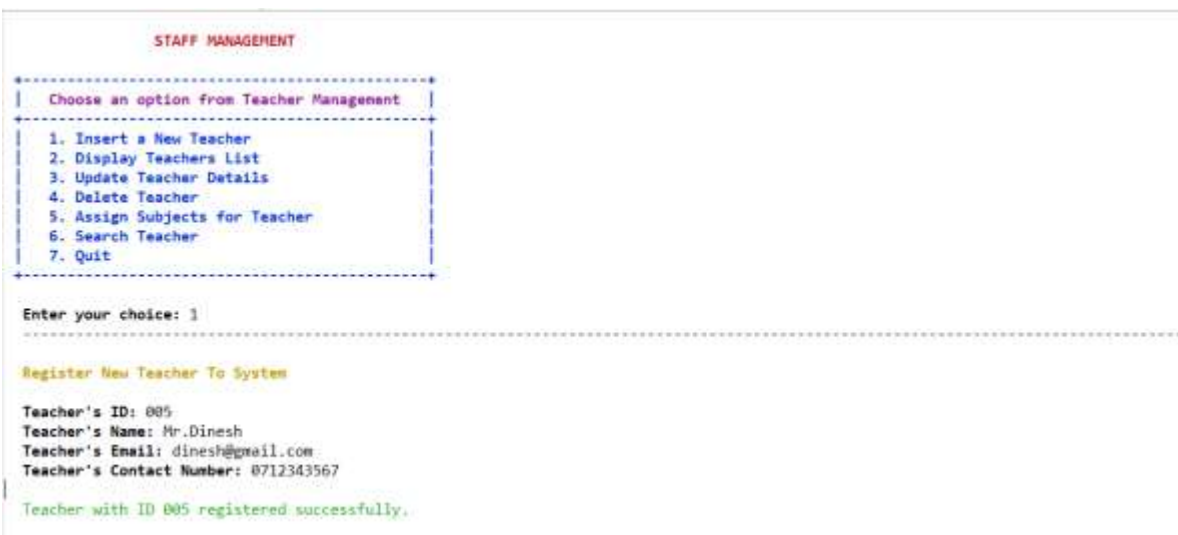 STAFF MANAGEMENT
Choose an option from Teacher Management
1. Insert a New Teacher
2. Display Teachers List
3. Update Teacher Details
4. Delete Teacher
5. Assign Subjects for Teacher
6. Search Teacher
7. Quit
Enter your choice: 1
Register New Teacher To System
Teacher's ID: 005
Teacher's Name: Mr.Dinesh
Teacher's Email: dinesh@gmail.com
Teacher's Contact Number: 0712343567
Teacher with ID 005 registered successfully.